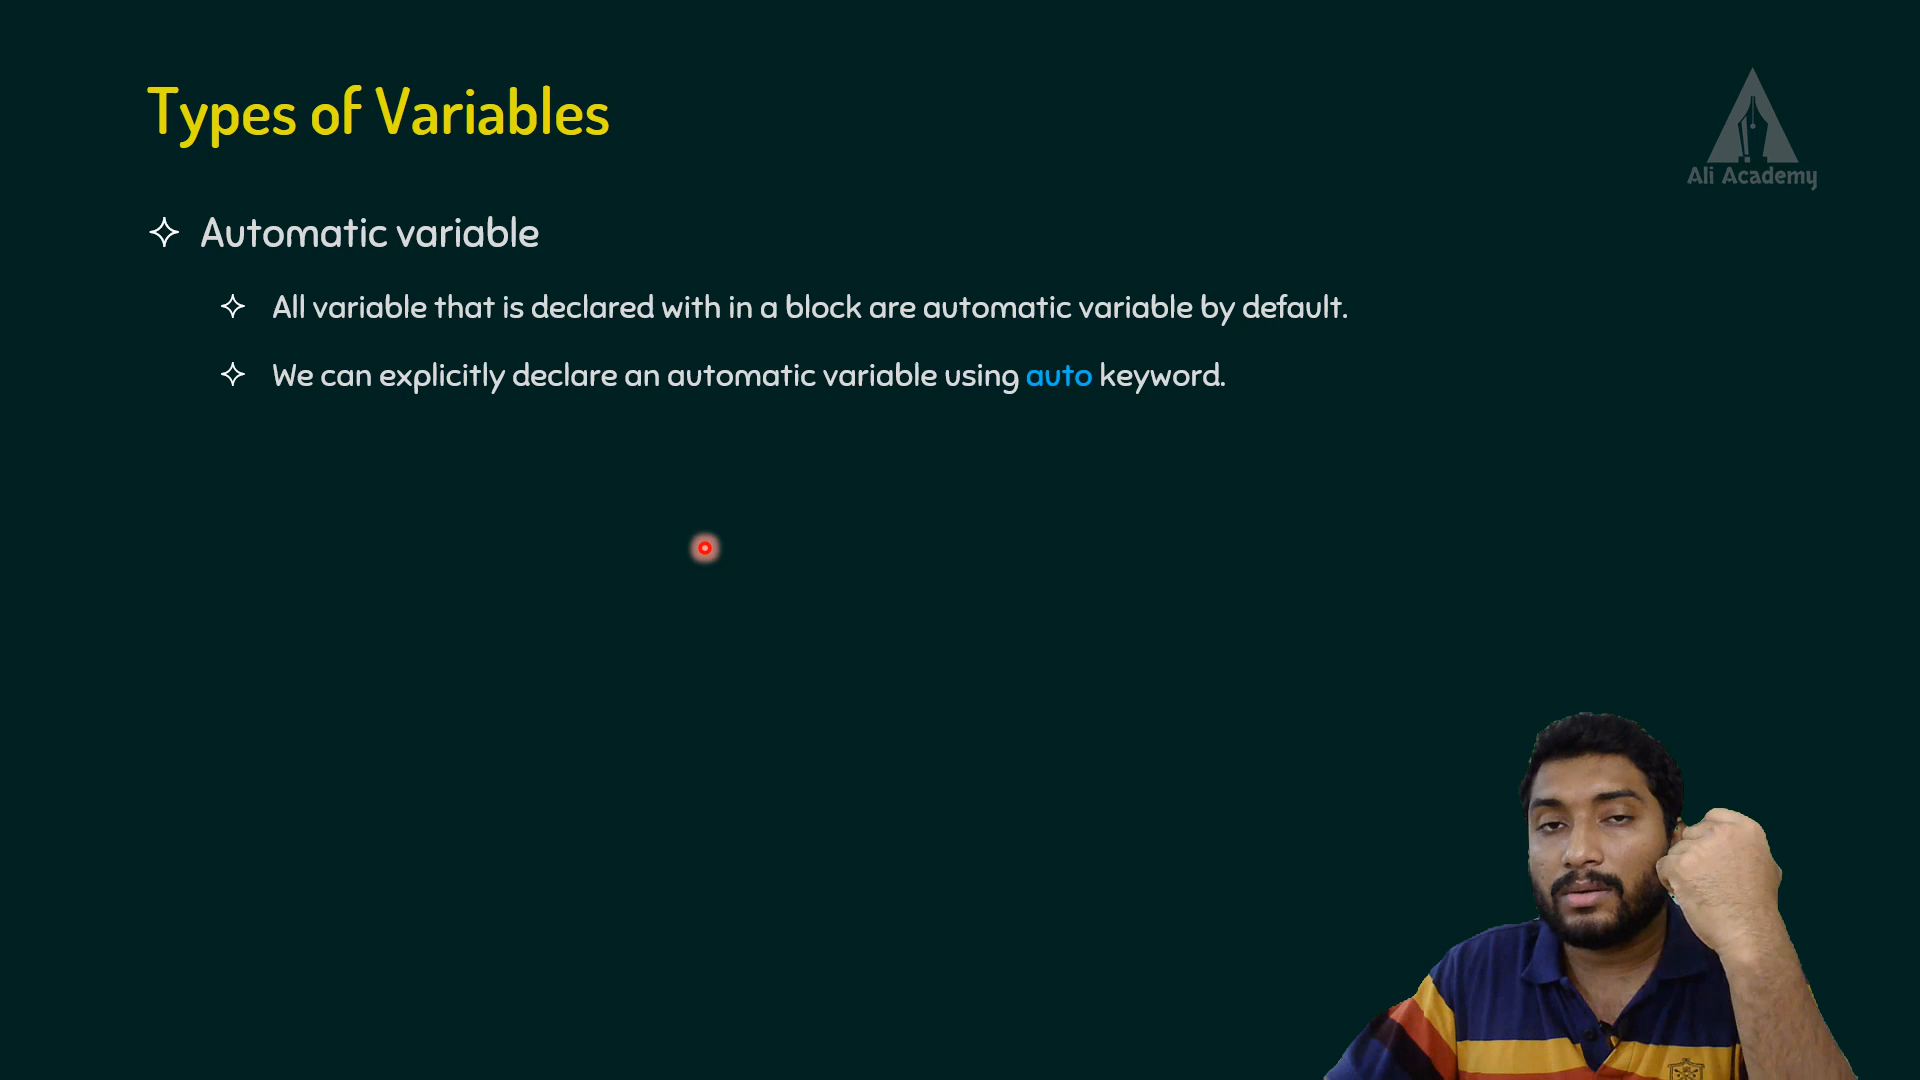 Types of Variables
Ali Academy
Automatic variable
All variable that is declared with in a block are automatic variable by default.
We can explicitly declare an automatic variable using auto keyword.